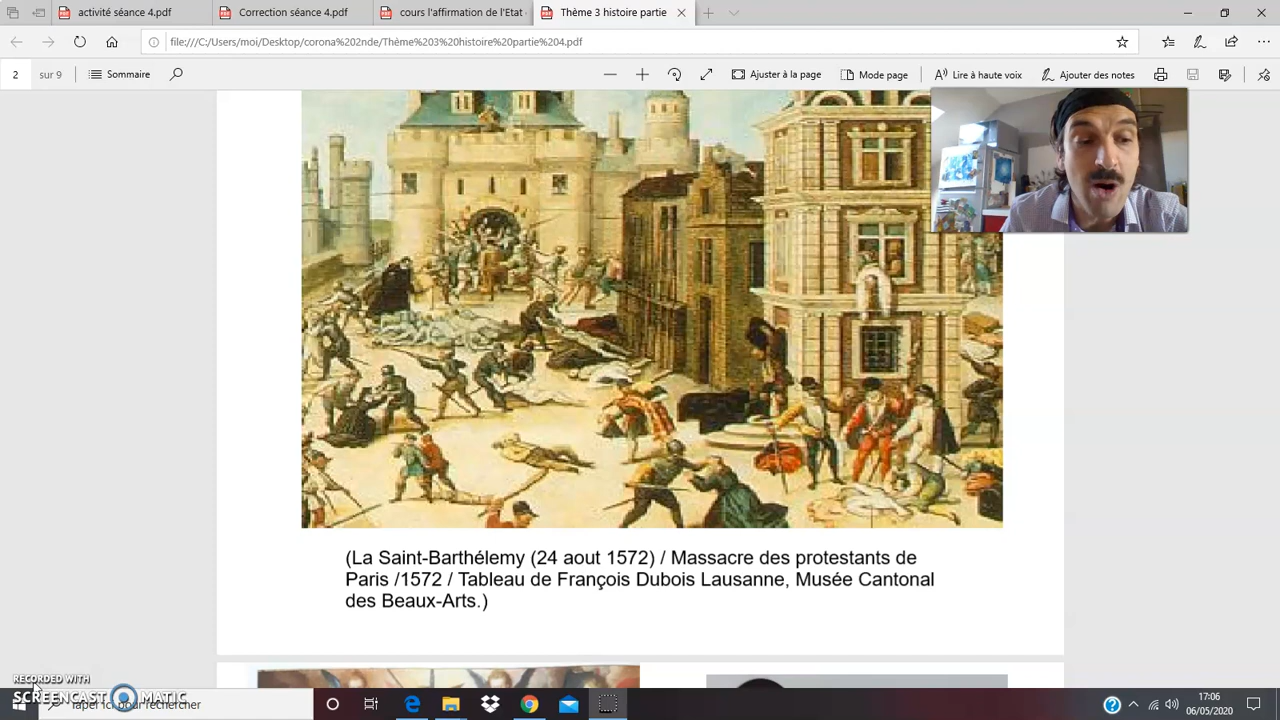 activité séance 4.pdf
Correction séance 4.pdf
cours l'affirmation de l'Etat
Thème 3 histoire partie
file:///C:/Users/moi/Desktop/corona%202nde/Thème%203%20histoire%20partie%204.pdf
2 sur 9 Sommaire Ajuster à la page Mode page Lire à haute voix Ajouter des notes
(La Saint-Barthélemy (24 aout 1572) / Massacre des protestants de
Paris /1572 / Tableau de François Dubois Lausanne, Musée Cantonal
des Beaux-Arts.)
RECORDED WITH
SCREENCAST MATIC
rechercher
17:06
06/05/2020